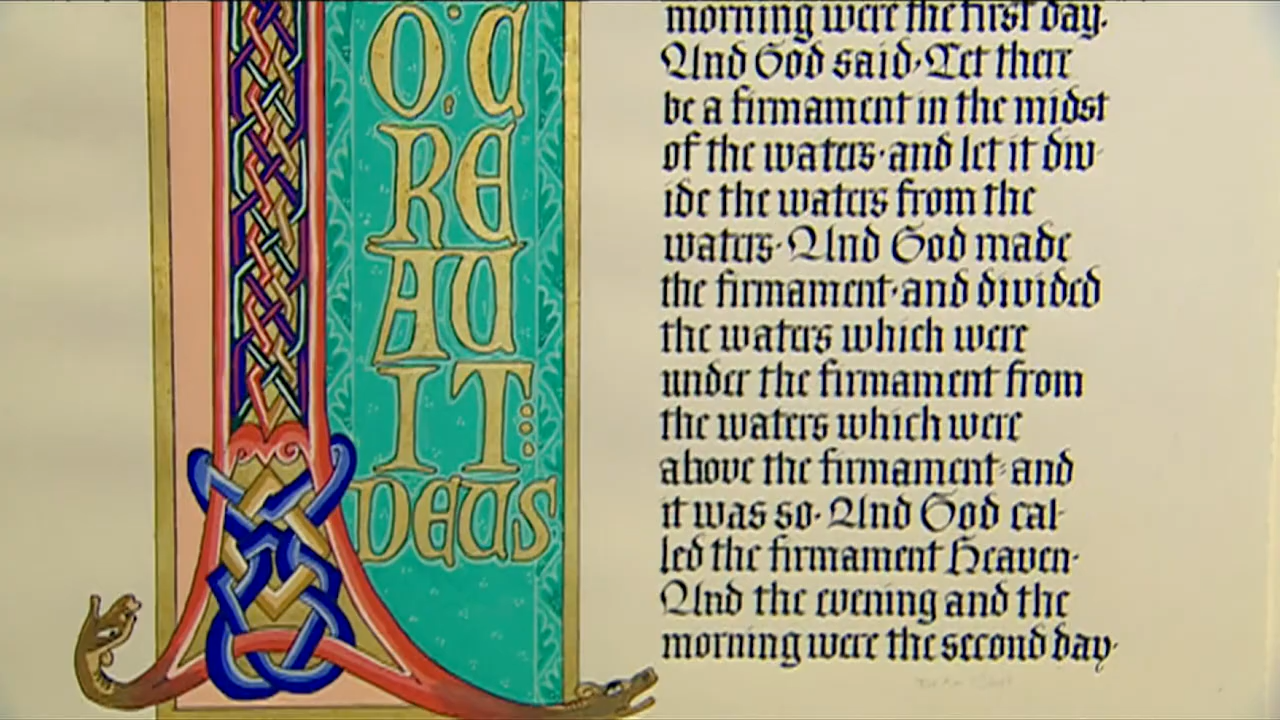 O:C
RE
AU
IT:
DEUS
morning were the first day·
And God said·Let there
be a firmament in the midst
of the waters·and let it div·
ide the waters from the
waters·And God made
the firmament·and divided
the waters which were
under the firmament from
the waters which were
above the firmament:and
it was so·And God cal·
led the firmament Heaven·
And the evening and the
morning were the second day·